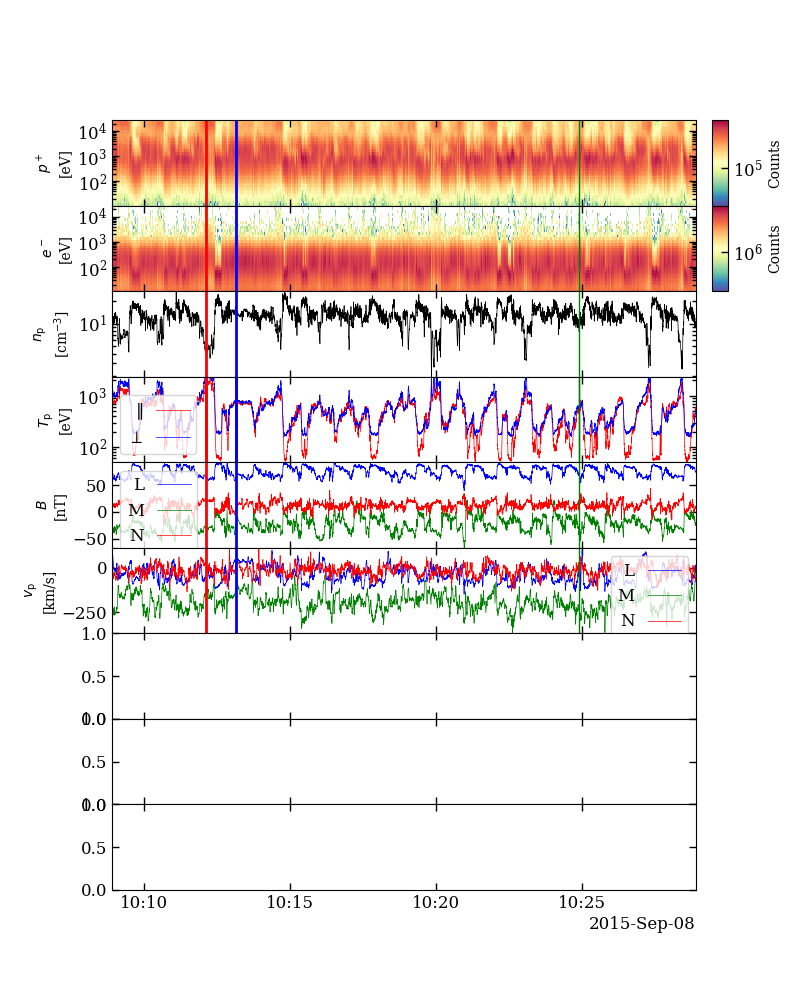 10⁴
10³
10²
p⁺
[eV]
10⁵
Counts
10⁴
10³
10²
e⁻
[eV]
10⁶
Counts
10¹
nₚ
[cm⁻³]
10³
10²
Tₚ
[eV]
∥
⊥
50
0
−50
B
[nT]
L
M
N
0
−250
vₚ
[km/s]
L
M
N
1.0
0.5
0.0
1.0
0.5
0.0
1.0
0.5
0.0
10:10 10:15 10:20 10:25
2015-Sep-08